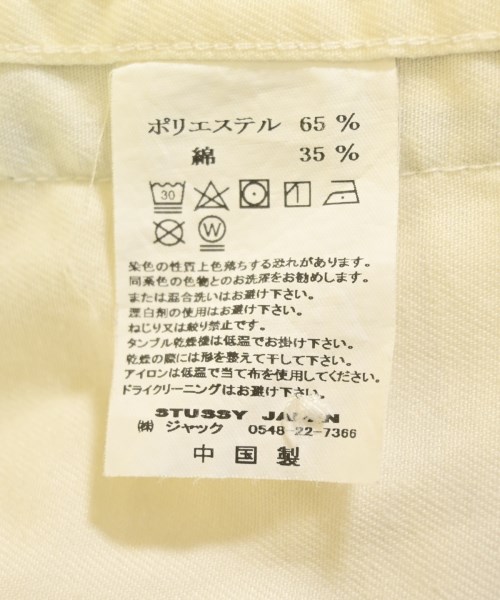 ポリエステル 65 %
綿 35 %
30
W
染色の性質上色落ちする恐れがあります。
同系色の色物とのお洗濯をお勧めします。
または混合洗いはお避け下さい。
漂白剤の使用はお避け下さい。
ねじり又は絞り禁止です。
タンブル乾燥機は低温でお掛け下さい。
乾燥の際には形を整えて干して下さい。
アイロンは低温で当て布を使用してください。
ドライクリーニングはお避け下さい。
STUSSY JAPAN
㈱ ジャック 0548-22-7366
中国製